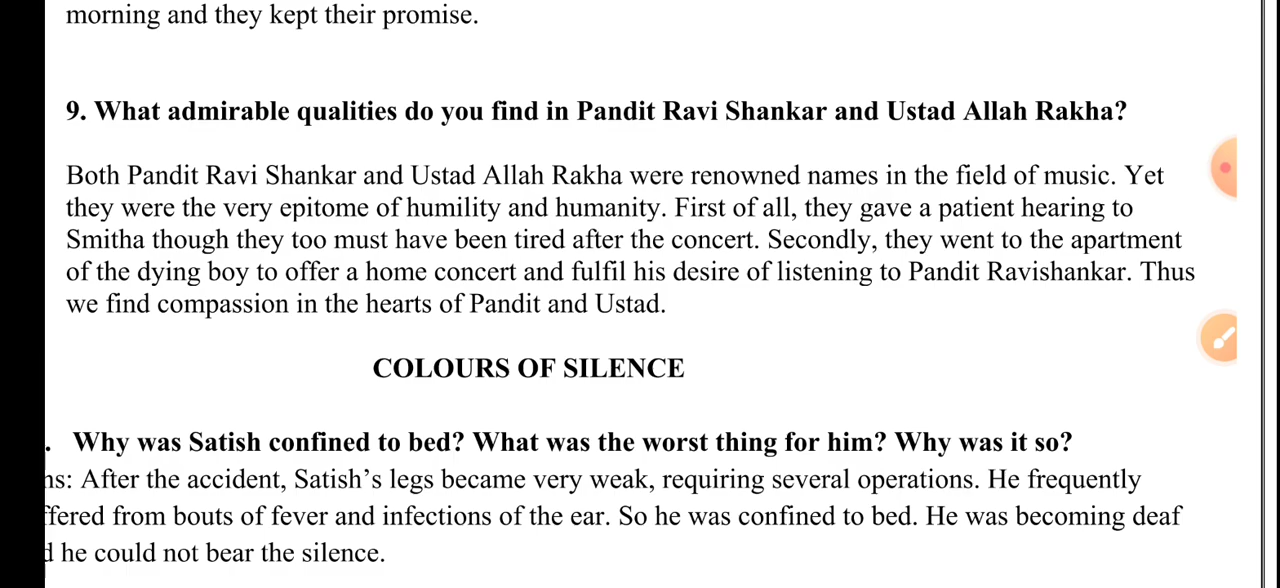 morning and they kept their promise.
9. What admirable qualities do you find in Pandit Ravi Shankar and Ustad Allah Rakha?
Both Pandit Ravi Shankar and Ustad Allah Rakha were renowned names in the field of music. Yet
they were the very epitome of humility and humanity. First of all, they gave a patient hearing to
Smitha though they too must have been tired after the concert. Secondly, they went to the apartment
of the dying boy to offer a home concert and fulfil his desire of listening to Pandit Ravishankar. Thus
we find compassion in the hearts of Pandit and Ustad.
COLOURS OF SILENCE
. Why was Satish confined to bed? What was the worst thing for him? Why was it so?
ns: After the accident, Satish’s legs became very weak, requiring several operations. He frequently
ffered from bouts of fever and infections of the ear. So he was confined to bed. He was becoming deaf
d he could not bear the silence.